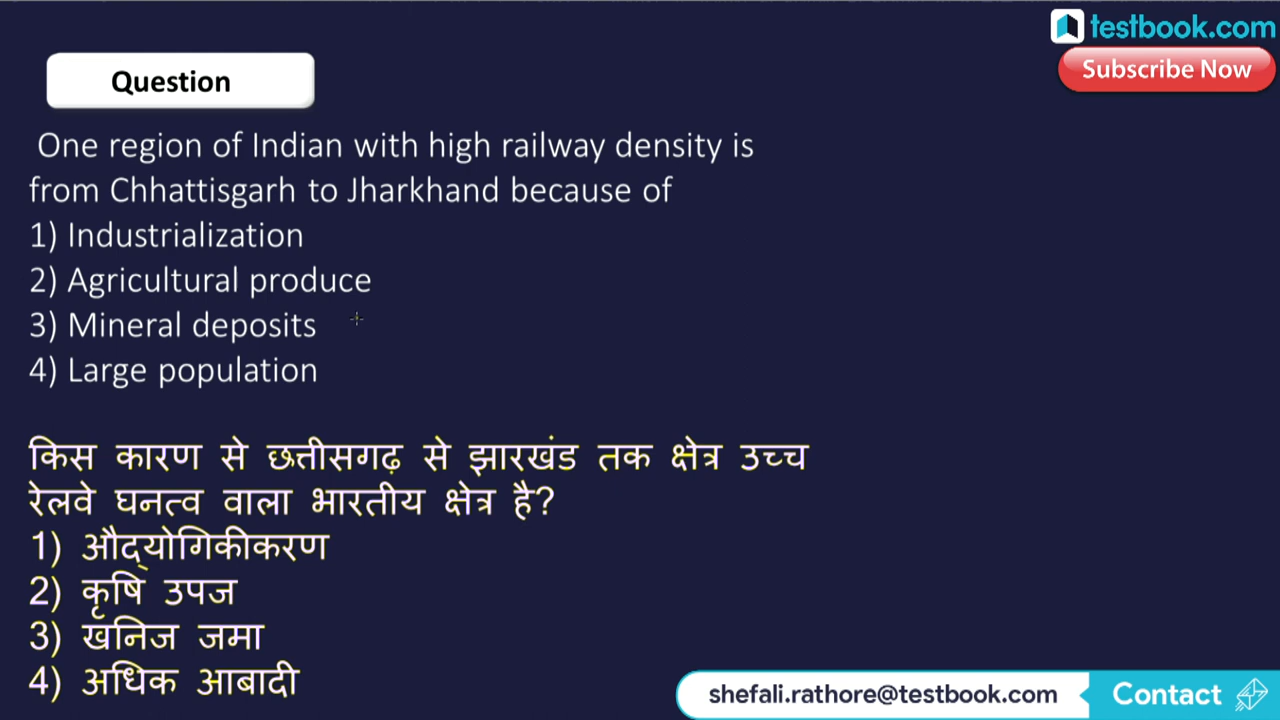 testbook.com
Subscribe Now
Question
One region of Indian with high railway density is
from Chhattisgarh to Jharkhand because of
1) Industrialization
2) Agricultural produce
3) Mineral deposits
4) Large population
किस कारण से छत्तीसगढ़ से झारखंड तक क्षेत्र उच्च
रेलवे घनत्व वाला भारतीय क्षेत्र है?
1) औद्योगिकीकरण
2) कृषि उपज
3) खनिज जमा
4) अधिक आबादी
shefali.rathore@testbook.com Contact